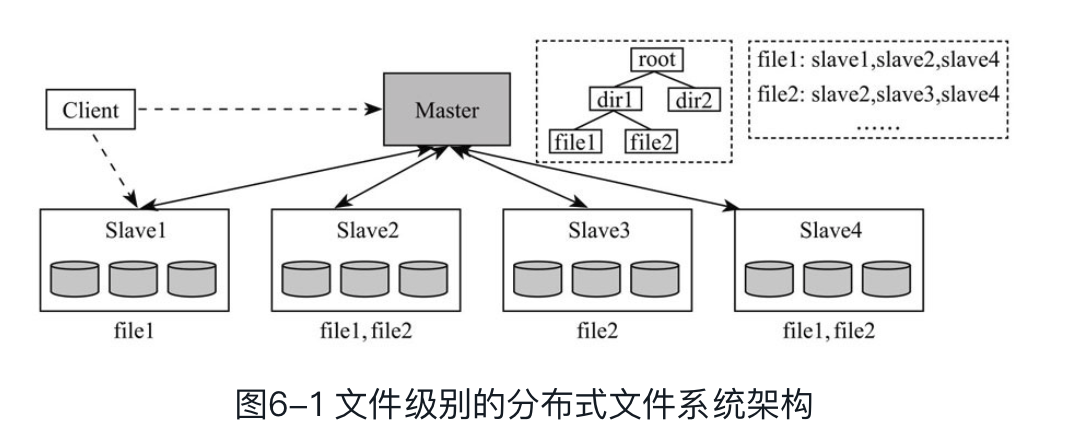 Client
Master
root
dir1
dir2
file1
file2
file1: slave1,slave2,slave4
file2: slave2,slave3,slave4
......
Slave1
Slave2
Slave3
Slave4
file1
file1, file2
file2
file1, file2
图6-1 文件级别的分布式文件系统架构